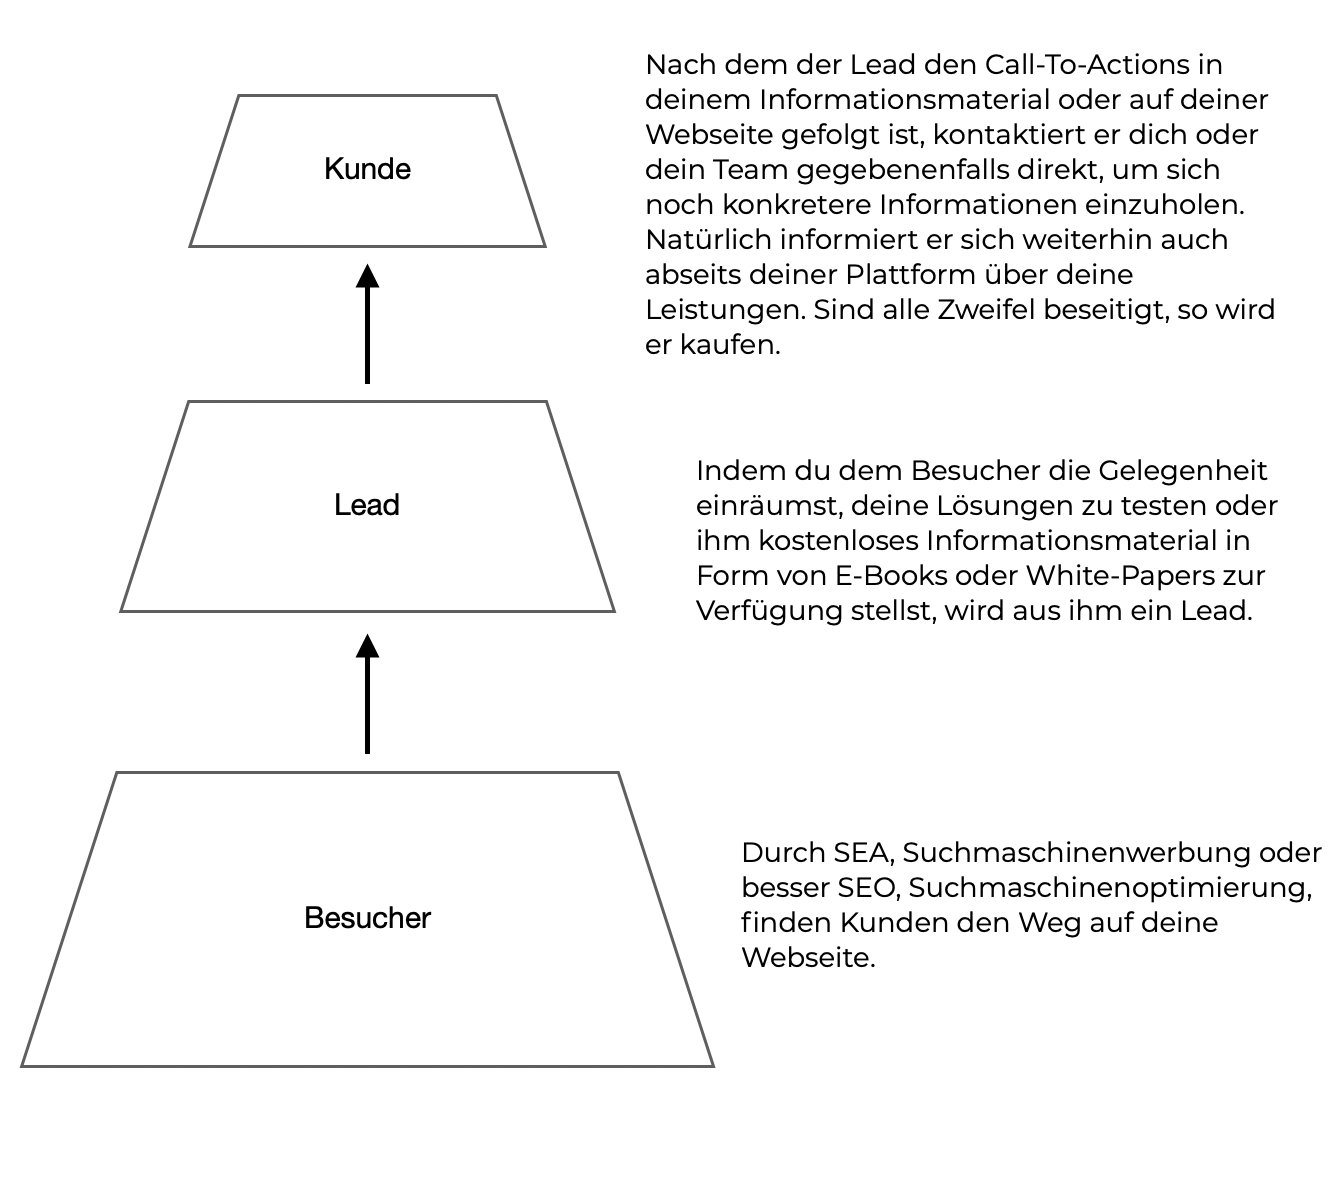 Nach dem der Lead den Call-To-Actions in
deinem Informationsmaterial oder auf deiner
Webseite gefolgt ist, kontaktiert er dich oder
dein Team gegebenenfalls direkt, um sich
noch konkretere Informationen einzuholen.
Natürlich informiert er sich weiterhin auch
abseits deiner Plattform über deine
Leistungen. Sind alle Zweifel beseitigt, so wird
er kaufen.
Kunde
Indem du dem Besucher die Gelegenheit
einräumst, deine Lösungen zu testen oder
ihm kostenloses Informationsmaterial in
Form von E-Books oder White-Papers zur
Verfügung stellst, wird aus ihm ein Lead.
Lead
Durch SEA, Suchmaschinenwerbung oder
besser SEO, Suchmaschinenoptimierung,
finden Kunden den Weg auf deine
Webseite.
Besucher